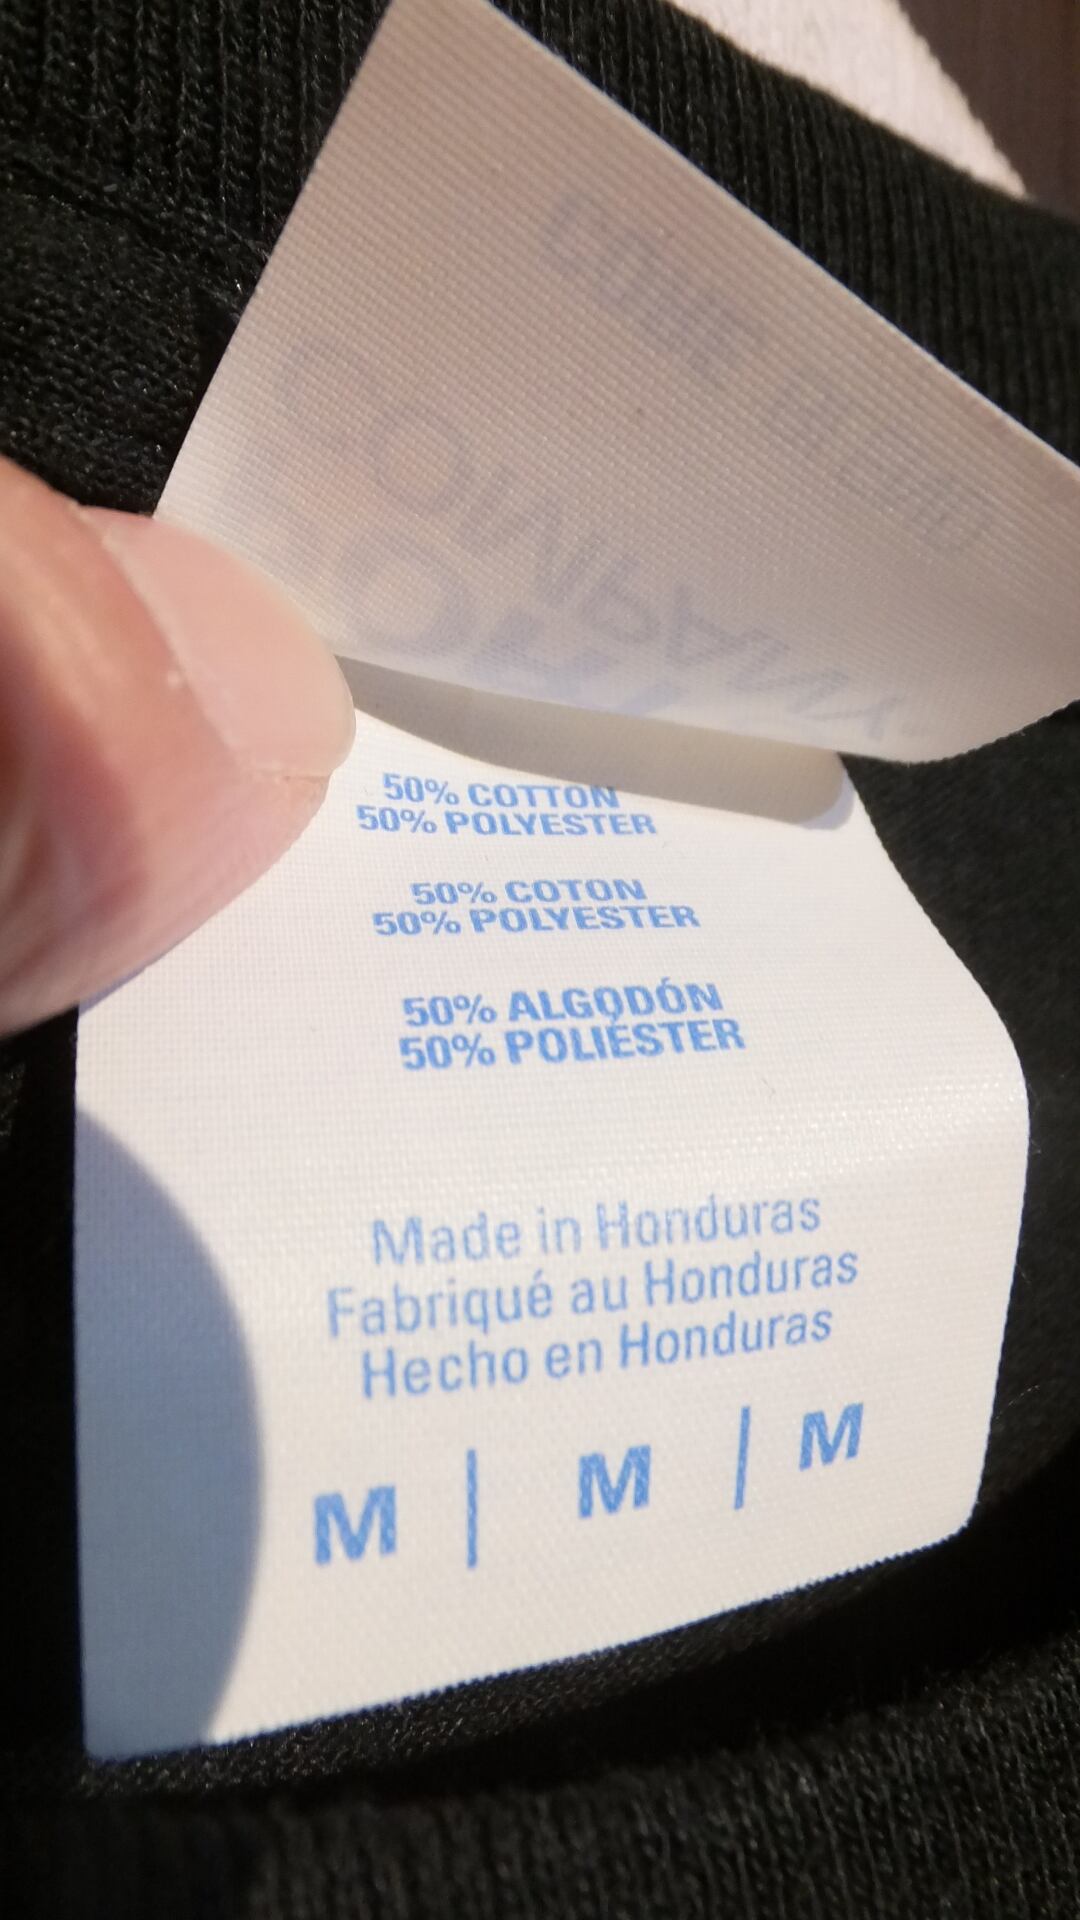 50% COTTON
50% POLYESTER
50% COTON
50% POLYESTER
50% ALGODÓN
50% POLIÉSTER
Made in Honduras
Fabriqué au Honduras
Hecho en Honduras
M | M | M